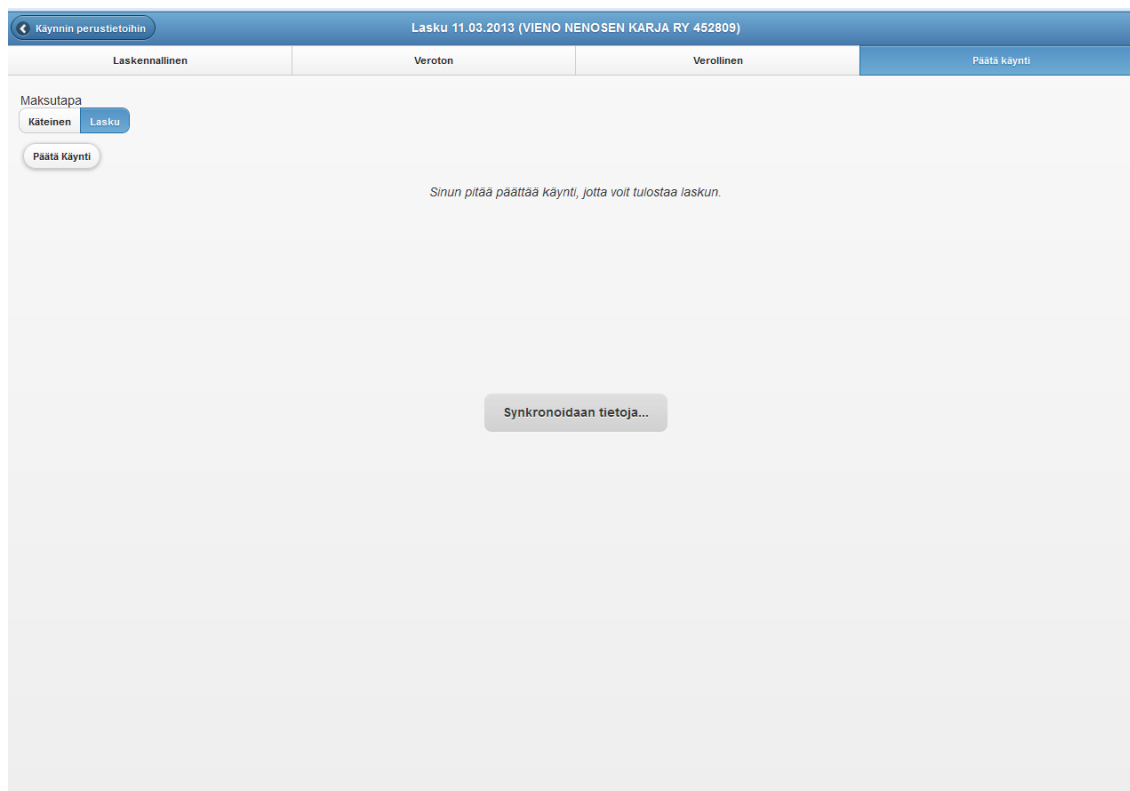 Käynnin perustietoihin
Lasku 11.03.2013 (VIENO NENOSEN KARJA RY 452809)
Laskennallinen
Veroton
Verollinen
Päätä käynti
Maksutapa
Käteinen
Lasku
Päätä Käynti
Sinun pitää päättää käynti, jotta voit tulostaa laskun.
Synkronoidaan tietoja...